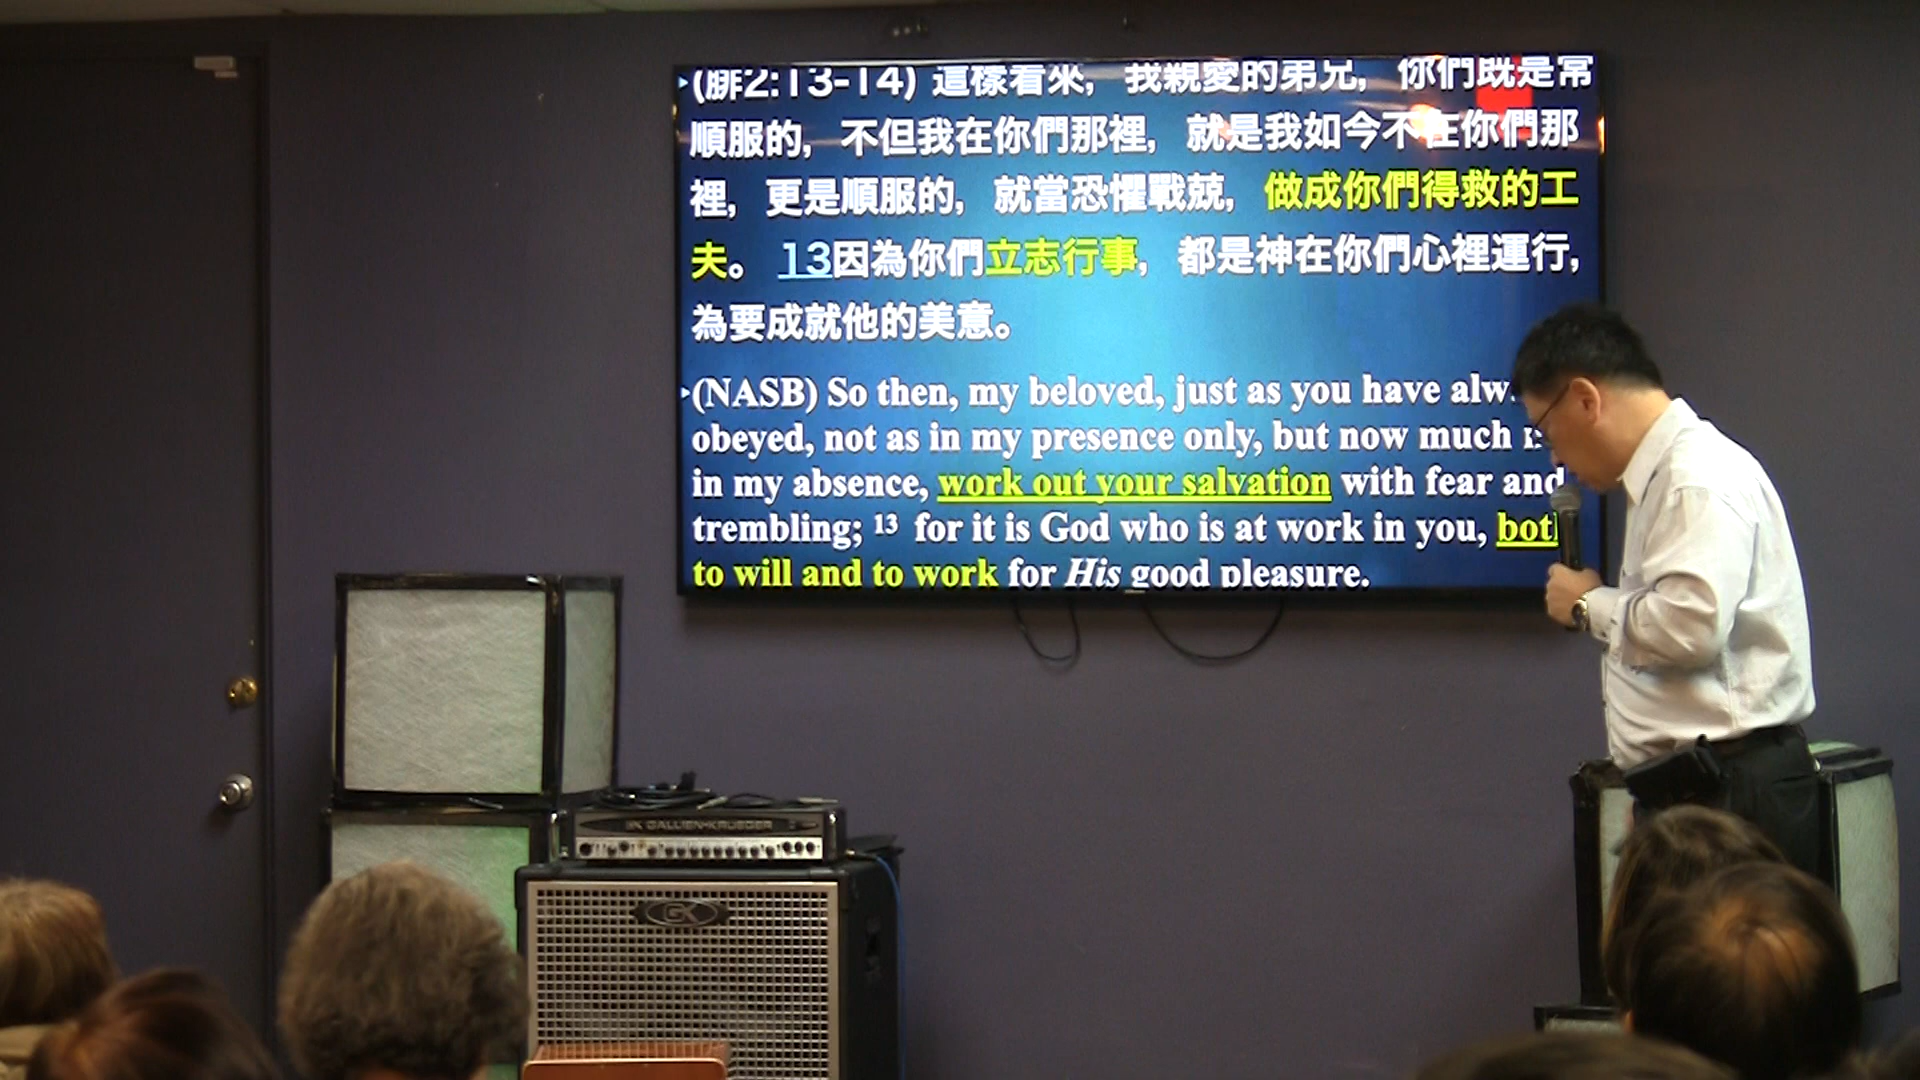 (腓2:13-14) 這樣看來, 我親愛的弟兄, 你們既是常
順服的, 不但我在你們那裡, 就是我如今不在你們那
裡, 更是順服的, 就當恐懼戰兢, 做成你們得救的工
夫。 13因為你們立志行事, 都是神在你們心裡運行,
為要成就他的美意。
(NASB) So then, my beloved, just as you have
obeyed, not as in my presence only, but now much
in my absence, work out your salvation with fear and
trembling; 13 for it is God who is at work in you, both
to will and to work for His good pleasure.
GALLIEN-KRUEGER
GK